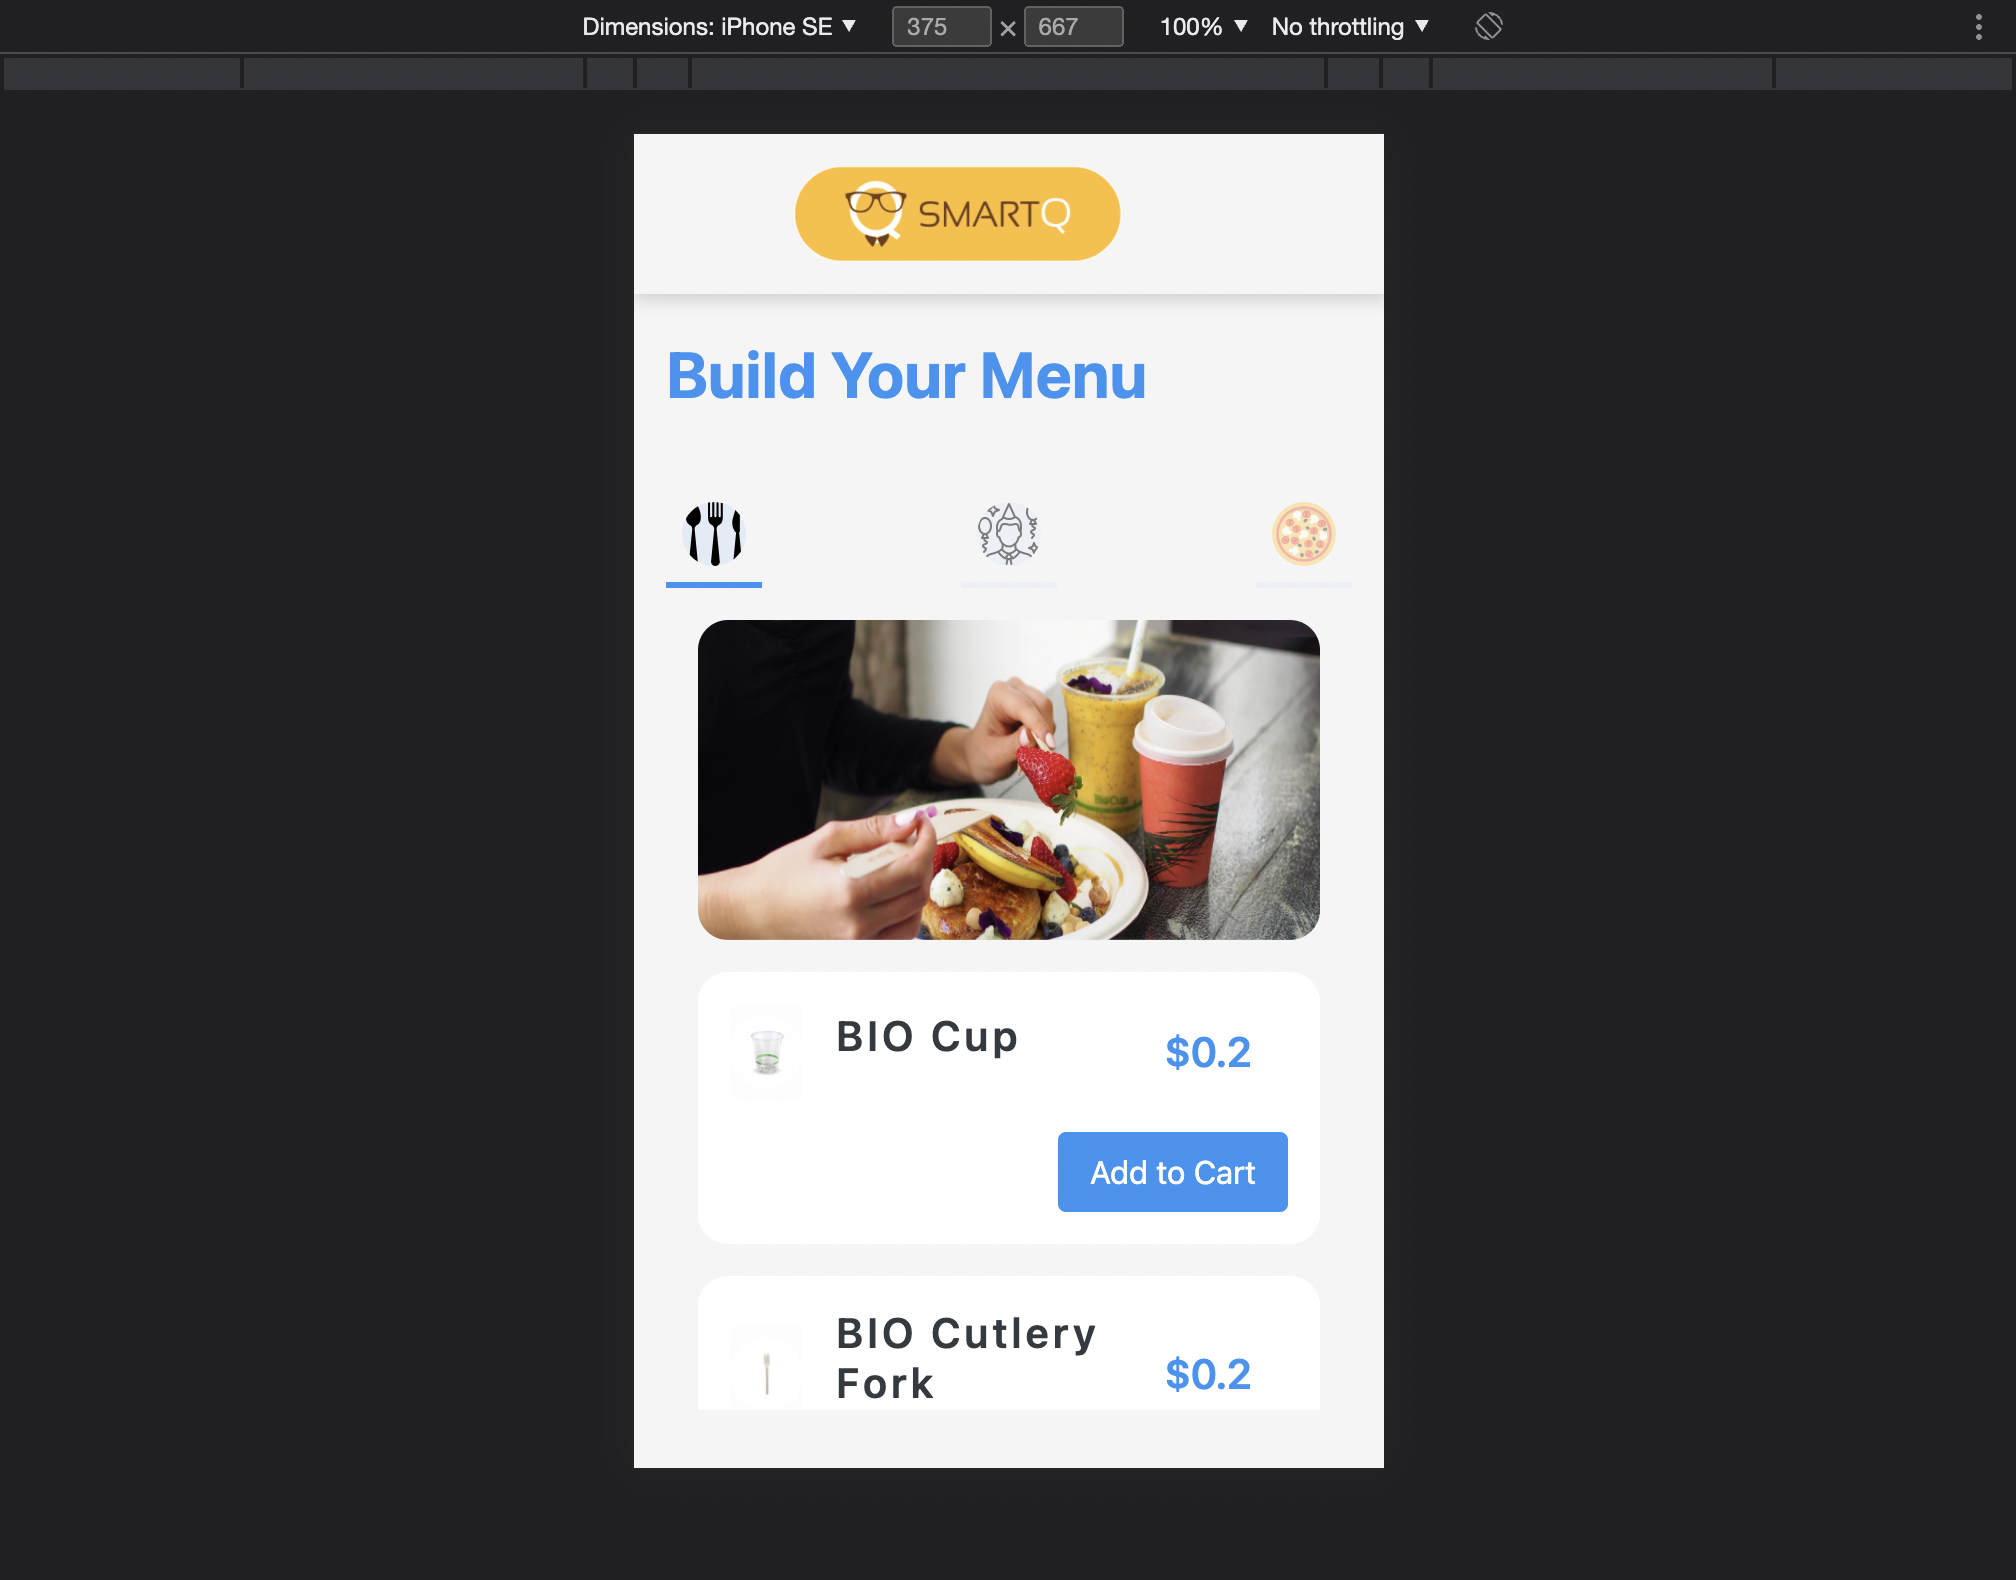 Dimensions: iPhone SE ▼ 375 × 667 100% ▼ No throttling ▼
SMARTQ
Build Your Menu
BioCup
BIO Cup
$0.2
Add to Cart
BIO Cutlery
Fork
$0.2